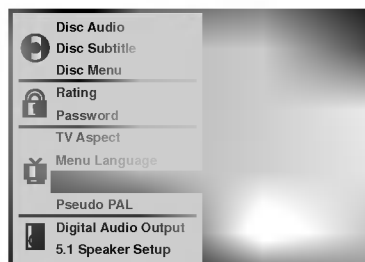 Disc Audio
Disc Subtitle
Disc Menu
Rating
Password
TV Aspect
Menu Language
Pseudo PAL
Digital Audio Output
5.1 Speaker Setup